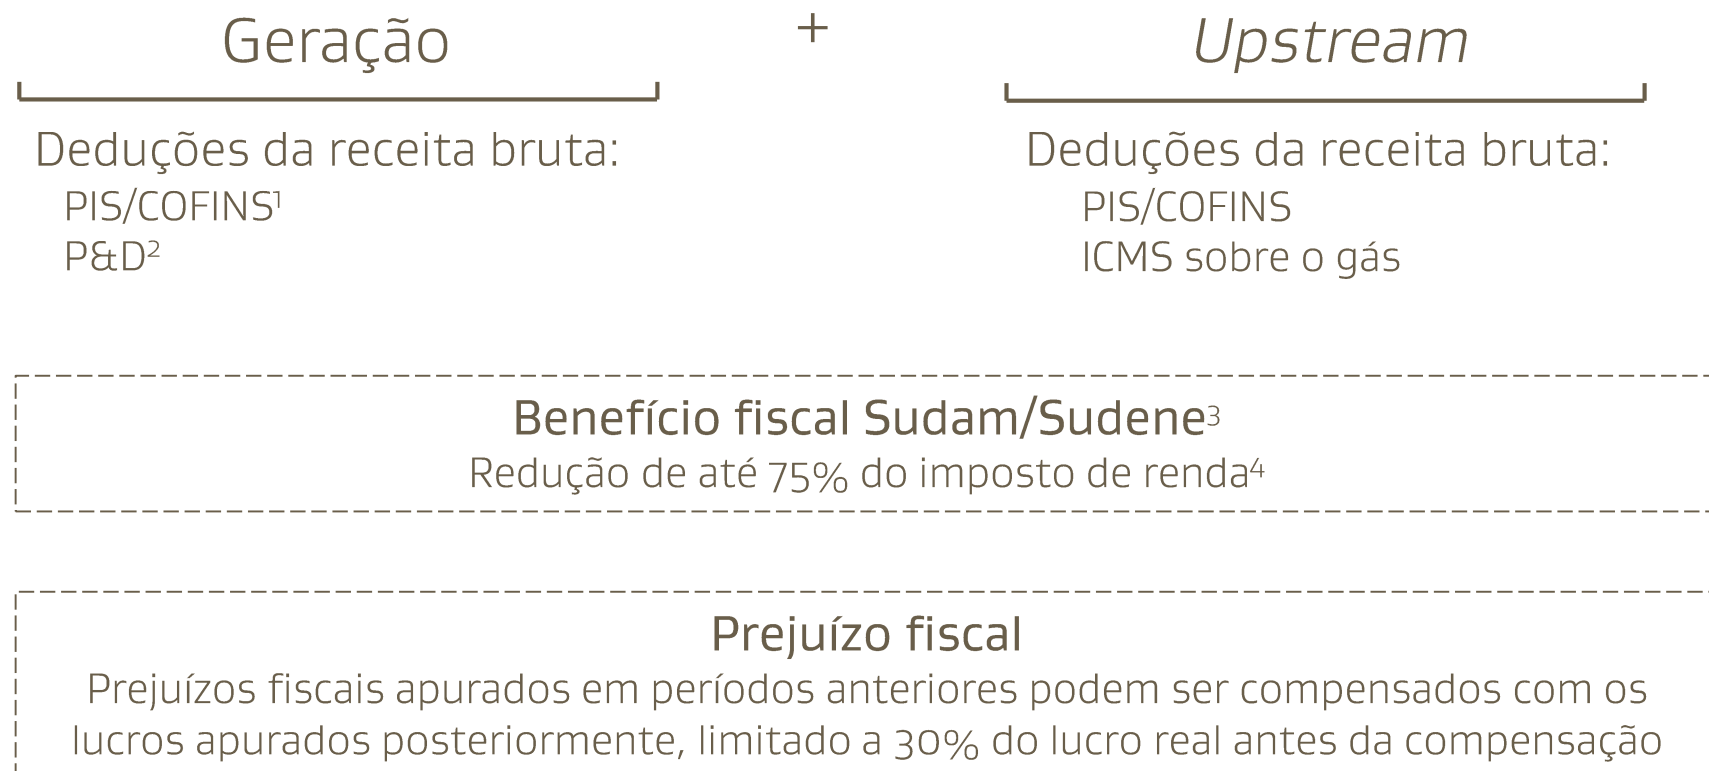 Geração
+
Upstream
Deduções da receita bruta:
PIS/COFINS¹
P&D²
Deduções da receita bruta:
PIS/COFINS
ICMS sobre o gás
Benefício fiscal Sudam/Sudene³
Redução de até 75% do imposto de renda⁴
Prejuízo fiscal
Prejuízos fiscais apurados em períodos anteriores podem ser compensados com os
lucros apurados posteriormente, limitado a 30% do lucro real antes da compensação